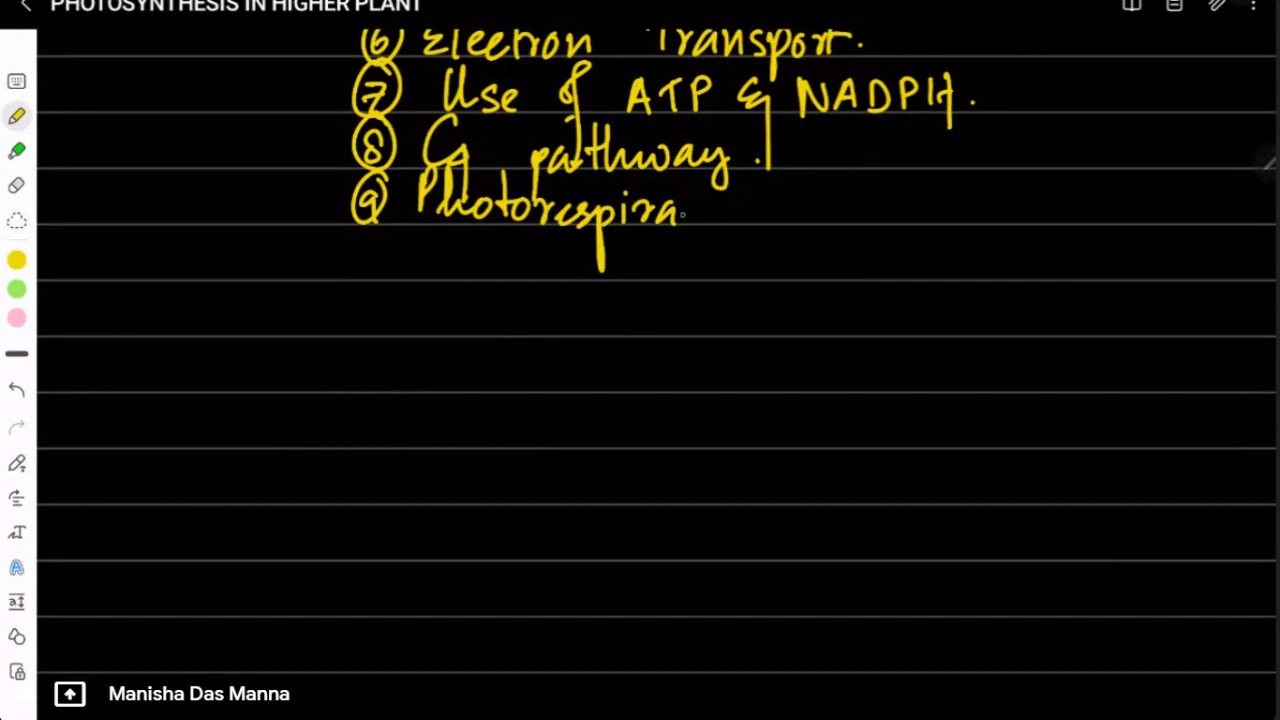 PHOTOSYNTHESIS IN HIGHER PLANT
⑥ Electron Transport.
⑦ Use of ATP & NADPH.
⑧ C4 pathway.
⑨ Photorespira
Manisha Das Manna